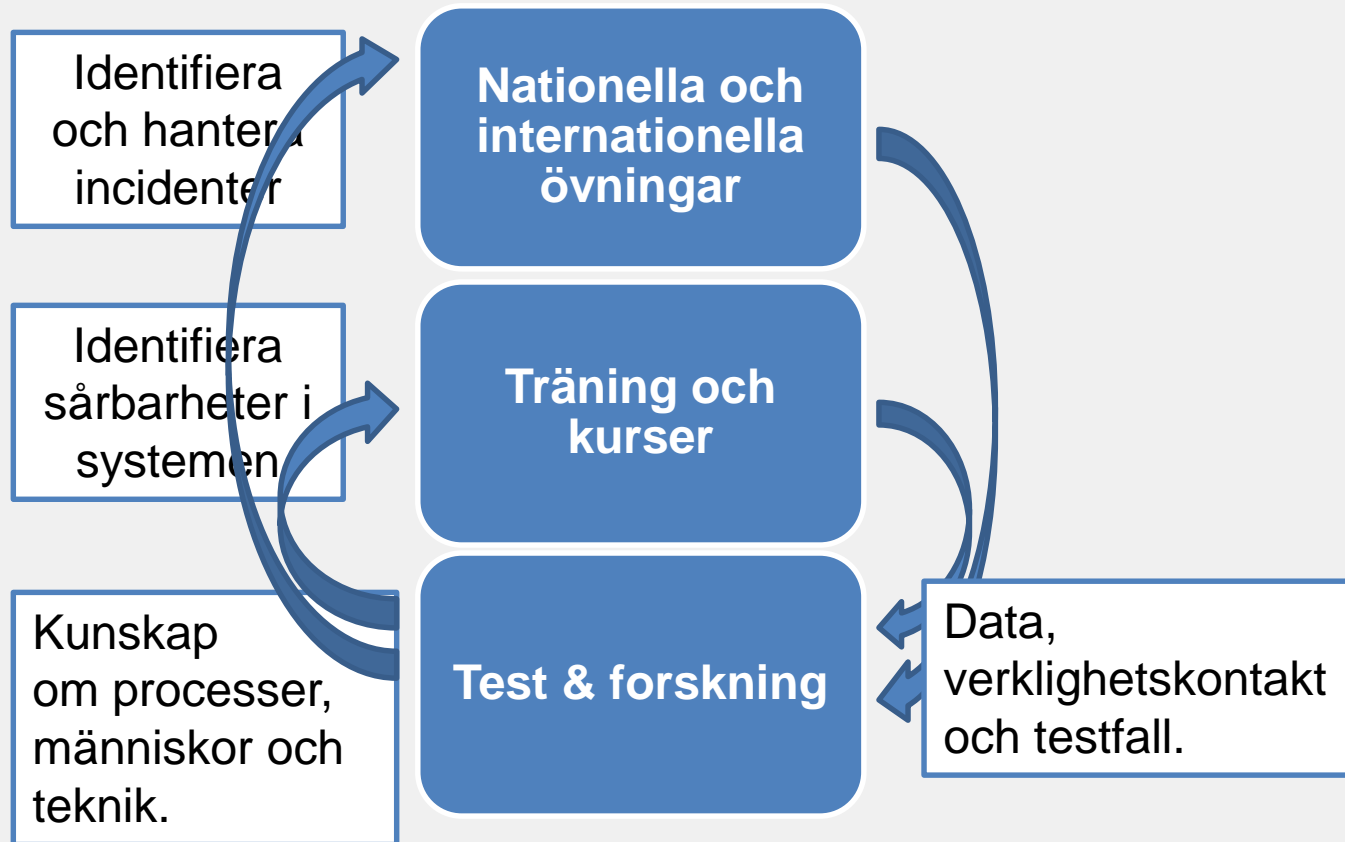 Identifiera
och hantera
incidenter
Nationella och
internationella
övningar
Identifiera
sårbarheter i
systemen
Träning och
kurser
Kunskap
om processer,
människor och
teknik.
Test & forskning
Data,
verklighetskontakt
och testfall.